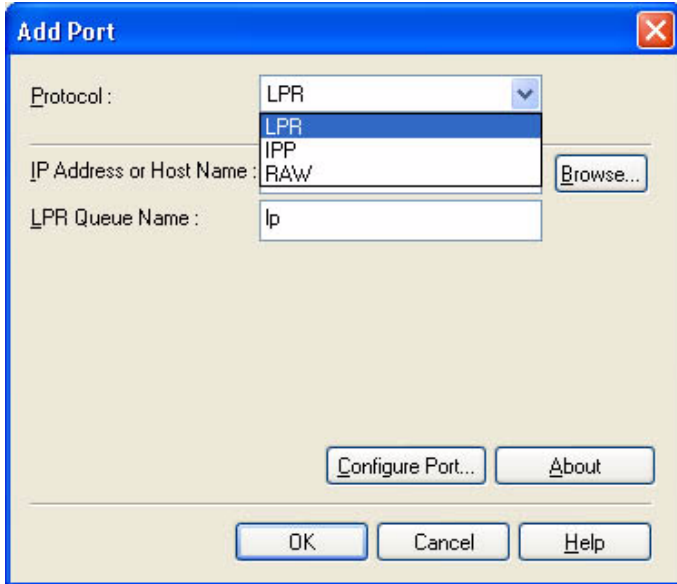 Add Port
Protocol :
LPR
LPR
IPP
RAW
IP Address or Host Name :
Browse...
LPR Queue Name :
lp
Configure Port...
About
OK
Cancel
Help